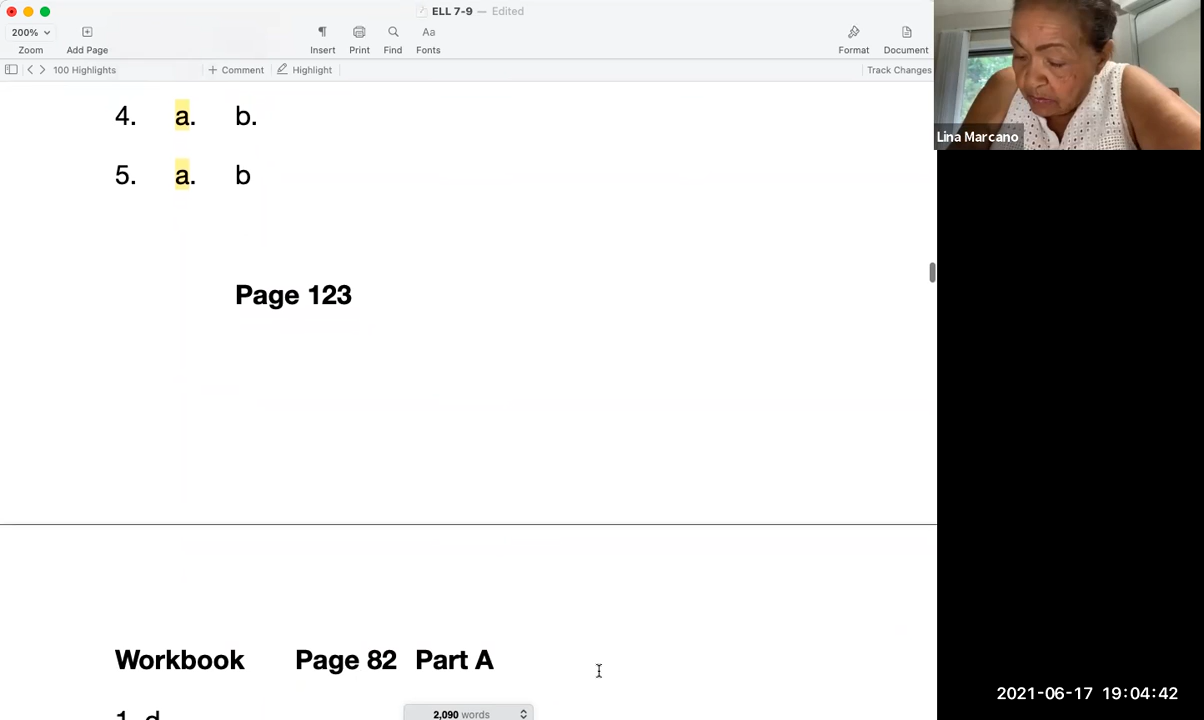 ELL 7-9 — Edited
200%
Zoom
Add Page
Insert
Print
Find
Aa
Fonts
Format
Document
100 Highlights
+ Comment
Highlight
Track Changes
Lina Marcano
4. a. b.
5. a. b
Page 123
Workbook Page 82 Part A
1. d
2,090 words
2021-06-17 19:04:42